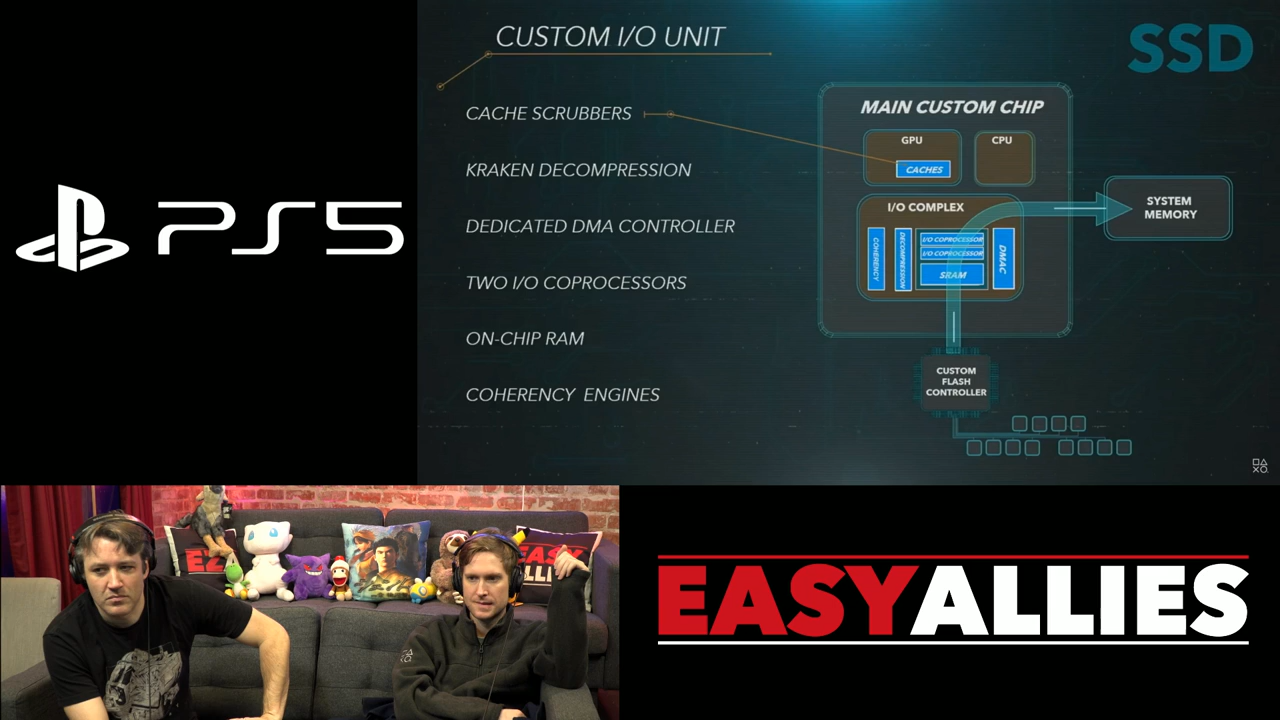 PS5
CUSTOM I/O UNIT
SSD
CACHE SCRUBBERS
KRAKEN DECOMPRESSION
DEDICATED DMA CONTROLLER
TWO I/O COPROCESSORS
ON-CHIP RAM
COHERENCY ENGINES
MAIN CUSTOM CHIP
GPU
CPU
CACHES
I/O COMPLEX
COHERENCY
DECOMPRESSION
I/O COPROCESSOR
I/O COPROCESSOR
SRAM
DMAC
SYSTEM
MEMORY
CUSTOM
FLASH
CONTROLLER
EASYALLIES